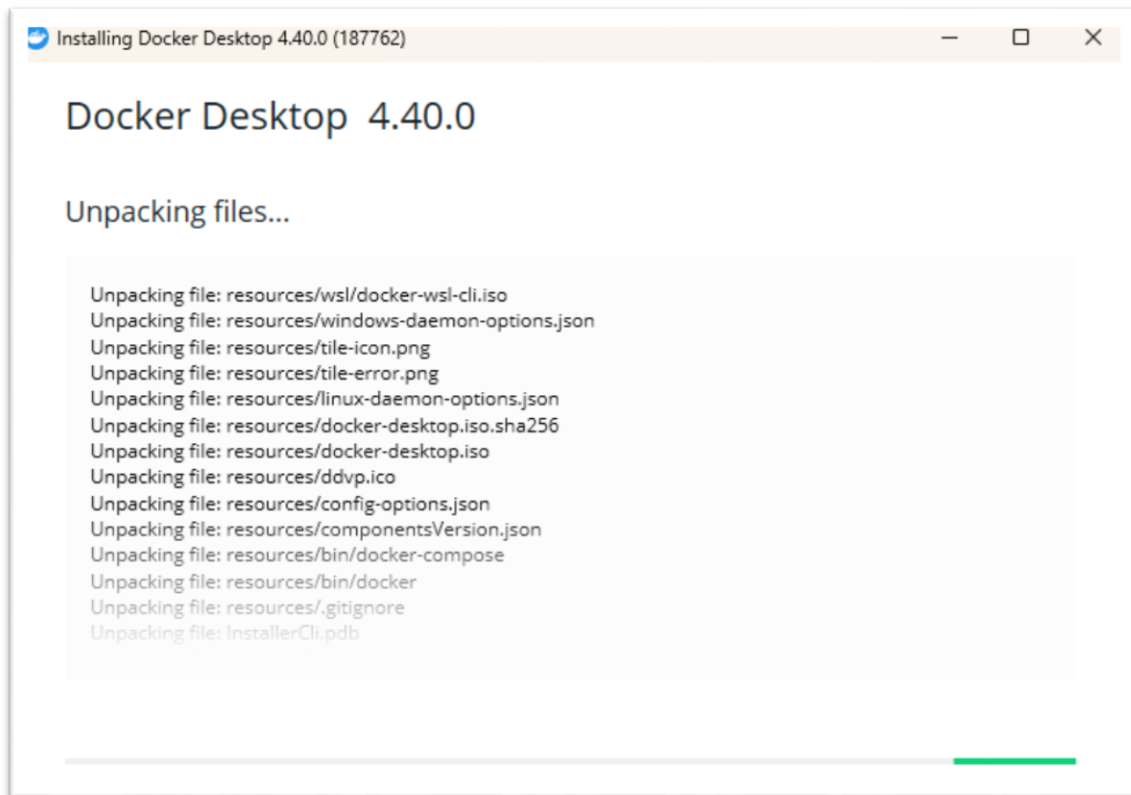 Installing Docker Desktop 4.40.0 (187762)
Docker Desktop 4.40.0
Unpacking files...
Unpacking file: resources/wsl/docker-wsl-cli.iso
Unpacking file: resources/windows-daemon-options.json
Unpacking file: resources/tile-icon.png
Unpacking file: resources/tile-error.png
Unpacking file: resources/linux-daemon-options.json
Unpacking file: resources/docker-desktop.iso.sha256
Unpacking file: resources/docker-desktop.iso
Unpacking file: resources/ddvp.ico
Unpacking file: resources/config-options.json
Unpacking file: resources/componentsVersion.json
Unpacking file: resources/bin/docker-compose
Unpacking file: resources/bin/docker
Unpacking file: resources/.gitignore
Unpacking file: InstallerCli.pdb